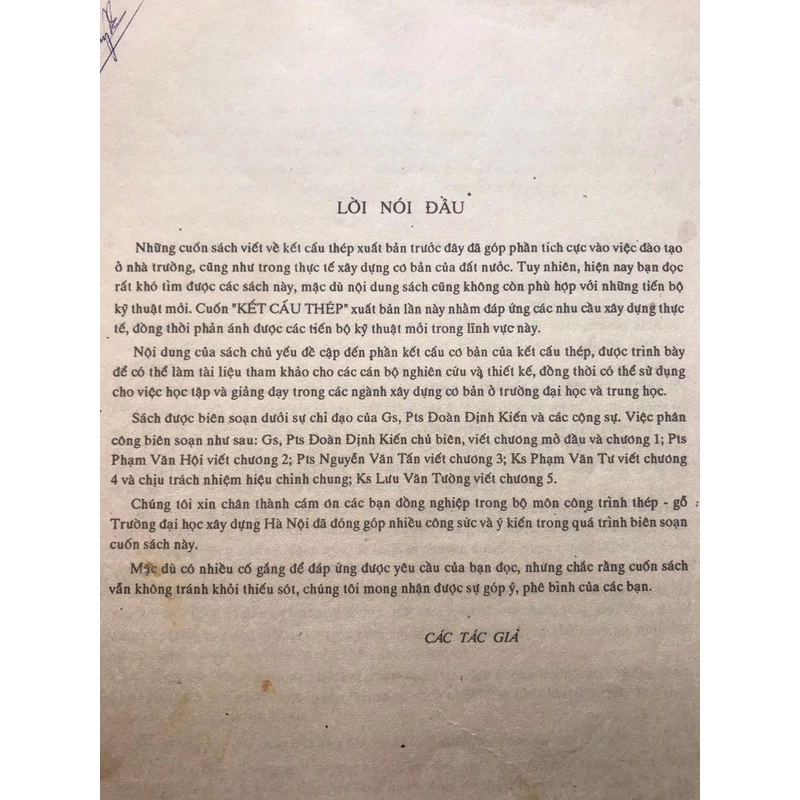 LỜI NÓI ĐẦU
Những cuốn sách viết về kết cấu thép xuất bản trước đây đã góp phần tích cực vào việc đào tạo
ở nhà trường, cũng như trong thực tế xây dựng cơ bản của đất nước. Tuy nhiên, hiện nay bạn đọc
rất khó tìm được các sách này, mặc dù nội dung sách cũng không còn phù hợp với những tiến bộ
kỹ thuật mới. Cuốn "KẾT CẤU THÉP" xuất bản lần này nhằm đáp ứng các nhu cầu xây dựng thực
tế, đồng thời phản ánh được các tiến bộ kỹ thuật mới trong lĩnh vực này.
Nội dung của sách chủ yếu đề cập đến phần kết cấu cơ bản của kết cấu thép, được trình bày
để có thể làm tài liệu tham khảo cho các cán bộ nghiên cứu và thiết kế, đồng thời có thể sử dụng
cho việc học tập và giảng dạy trong các ngành xây dựng cơ bản ở trường đại học và trung học.
Sách được biên soạn dưới sự chỉ đạo của Gs, Pts Đoàn Định Kiến và các cộng sự. Việc phân
công biên soạn như sau: Gs, Pts Đoàn Định Kiến chủ biên, viết chương mở đầu và chương 1; Pts
Phạm Văn Hội viết chương 2; Pts Nguyễn Văn Tấn viết chương 3; Ks Phạm Văn Tư viết chương
4 và chịu trách nhiệm hiệu chỉnh chung; Ks Lưu Văn Tường viết chương 5.
Chúng tôi xin chân thành cám ơn các bạn đồng nghiệp trong bộ môn công trình thép - gỗ
Trường đại học xây dựng Hà Nội đã đóng góp nhiều công sức và ý kiến trong quá trình biên soạn
cuốn sách này.
Mặc dù có nhiều cố gắng để đáp ứng được yêu cầu của bạn đọc, nhưng chắc rằng cuốn sách
vẫn không tránh khỏi thiếu sót, chúng tôi mong nhận được sự góp ý, phê bình của các bạn.
CÁC TÁC GIẢ